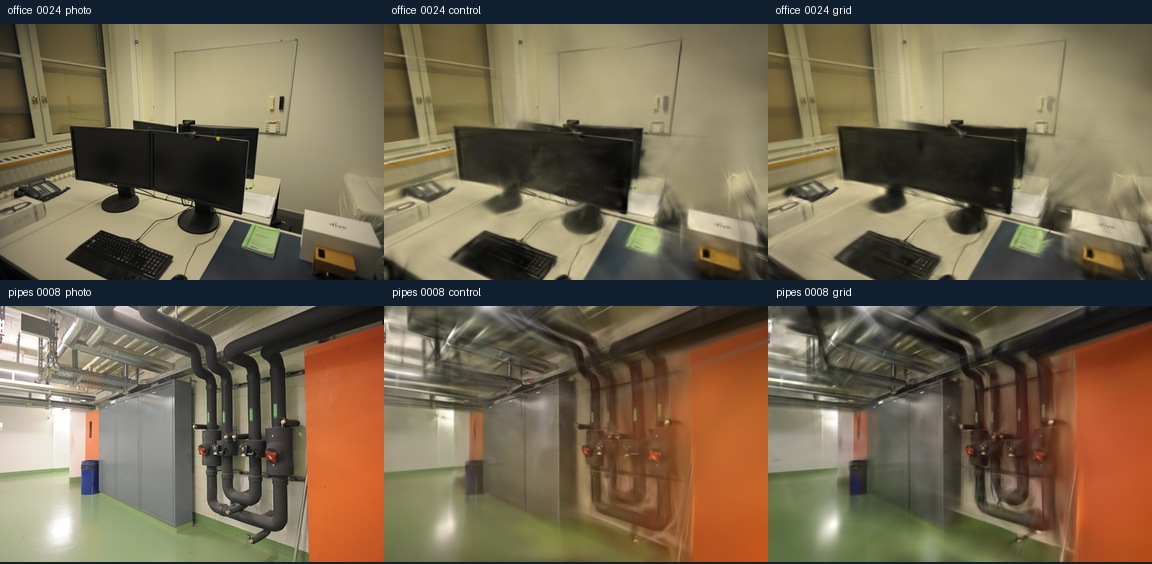 office 0024 photo
office 0024 control
office 0024 grid
pipes 0008 photo
pipes 0008 control
pipes 0008 grid